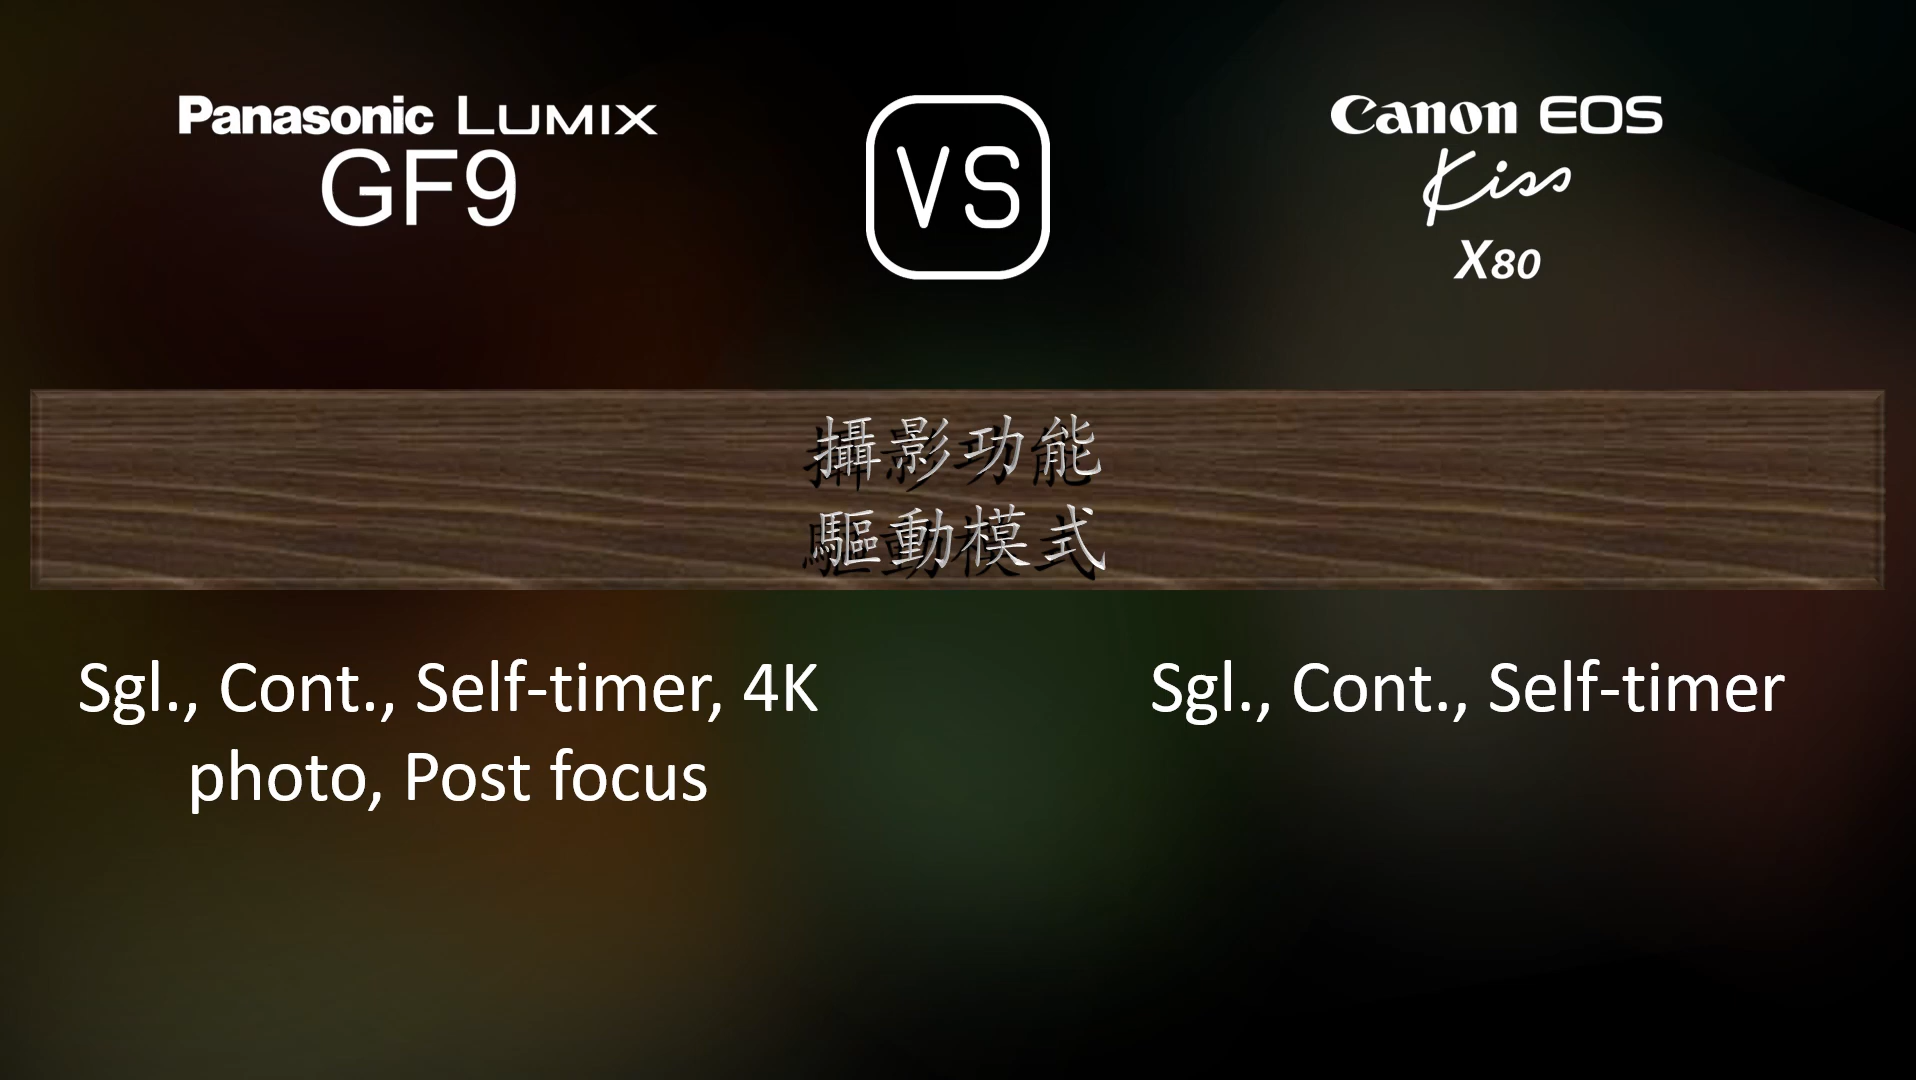 Panasonic LUMIX
GF9
VS
Canon EOS
Kiss
X80
攝影功能
驅動模式
Sgl., Cont., Self-timer, 4K
photo, Post focus
Sgl., Cont., Self-timer